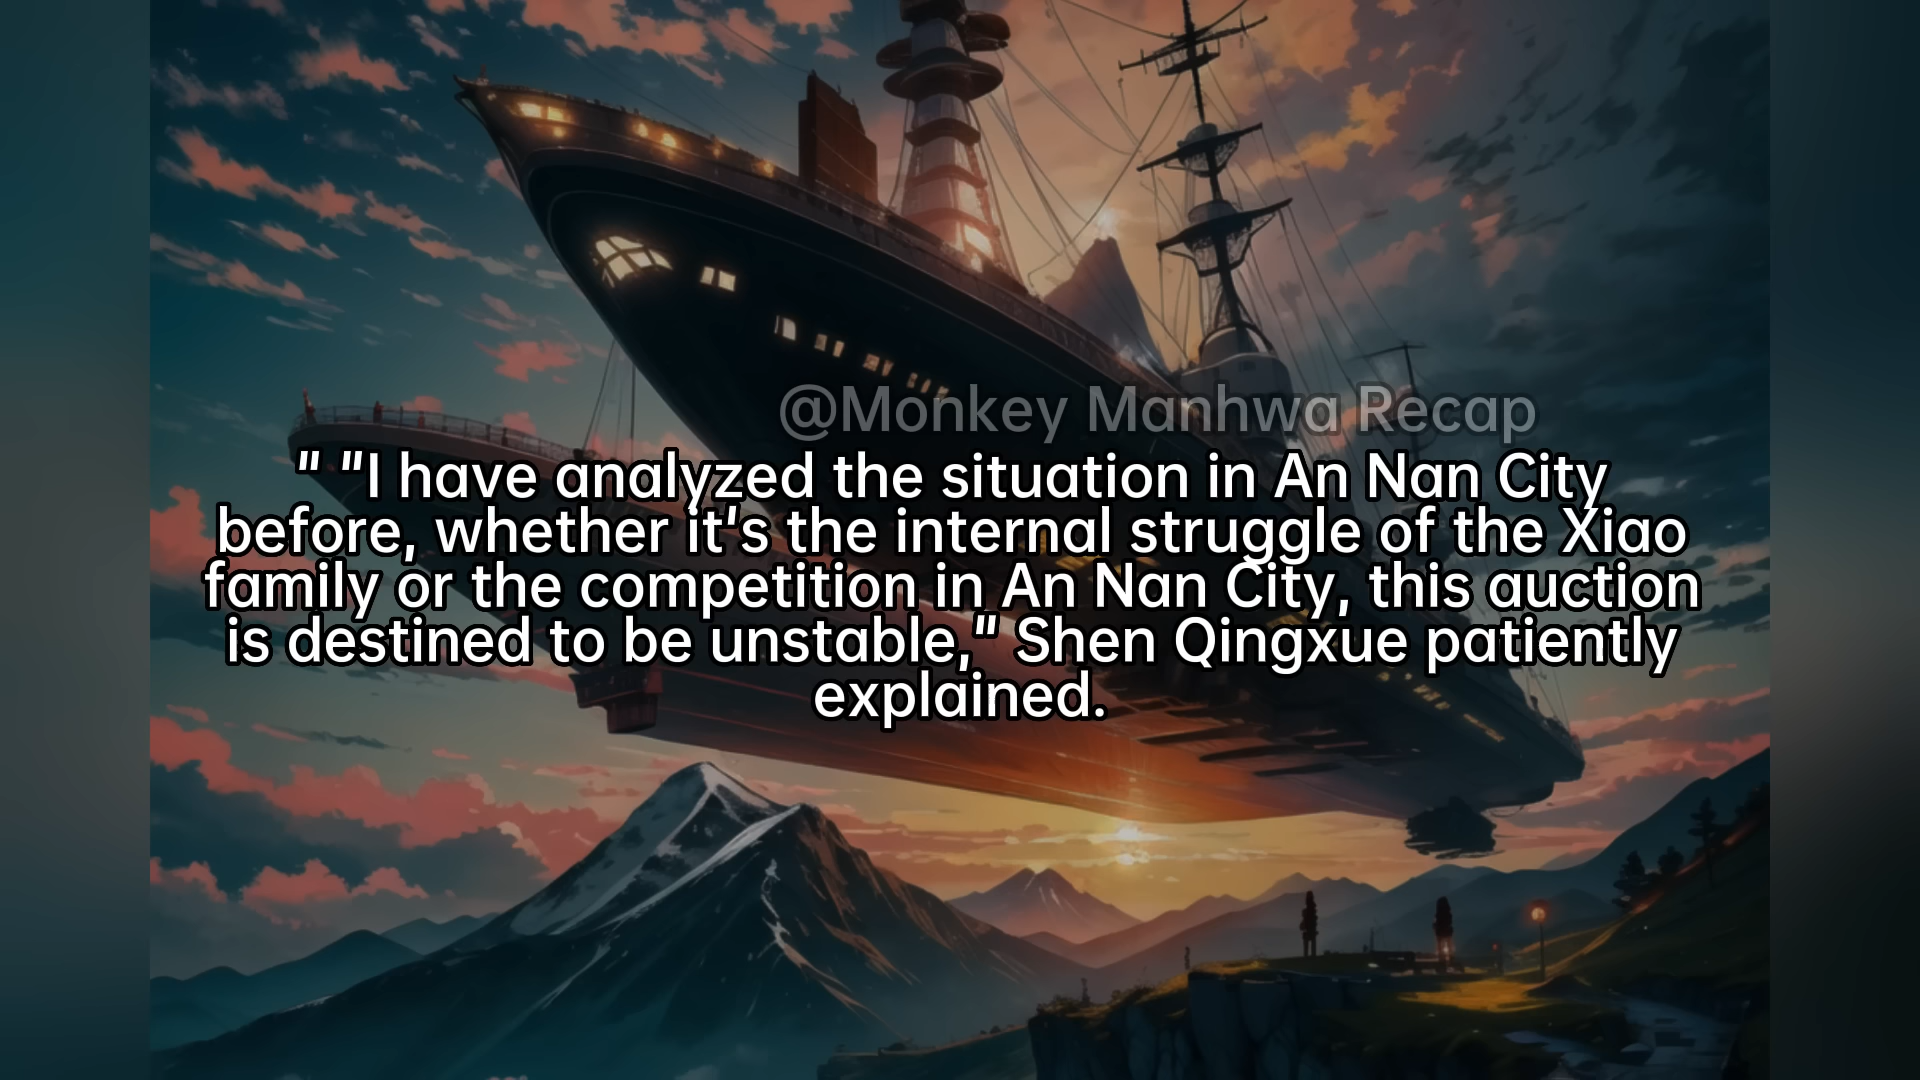 @Monkey Manhwa Recap
" "I have analyzed the situation in An Nan City
before, whether it's the internal struggle of the Xiao
family or the competition in An Nan City, this auction
is destined to be unstable," Shen Qingxue patiently
explained.